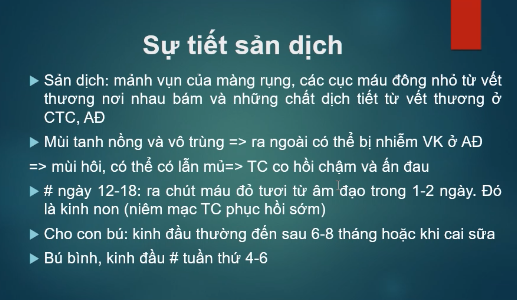 Sự tiết sản dịch
Sản dịch: mảnh vụn của màng rụng, các cục máu đông nhỏ từ vết
thương nơi nhau bám và những chất dịch tiết từ vết thương ở
CTC, AĐ
Mùi tanh nồng và vô trùng => ra ngoài có thể bị nhiễm VK ở AĐ
=> mùi hôi, có thể có lẫn mủ=> TC co hồi chậm và ấn đau
# ngày 12-18: ra chút máu đỏ tươi từ âm đạo trong 1-2 ngày. Đó
là kinh non (niêm mạc TC phục hồi sớm)
Cho con bú: kinh đầu thường đến sau 6-8 tháng hoặc khi cai sữa
Bú bình, kinh đầu # tuần thứ 4-6